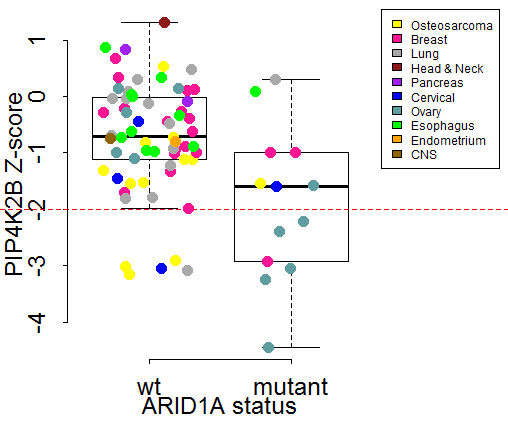 PIP4K2B Z-score
1
0
-1
-2
-3
-4
wt
mutant
ARID1A status
Osteosarcoma
Breast
Lung
Head & Neck
Pancreas
Cervical
Ovary
Esophagus
Endometrium
CNS